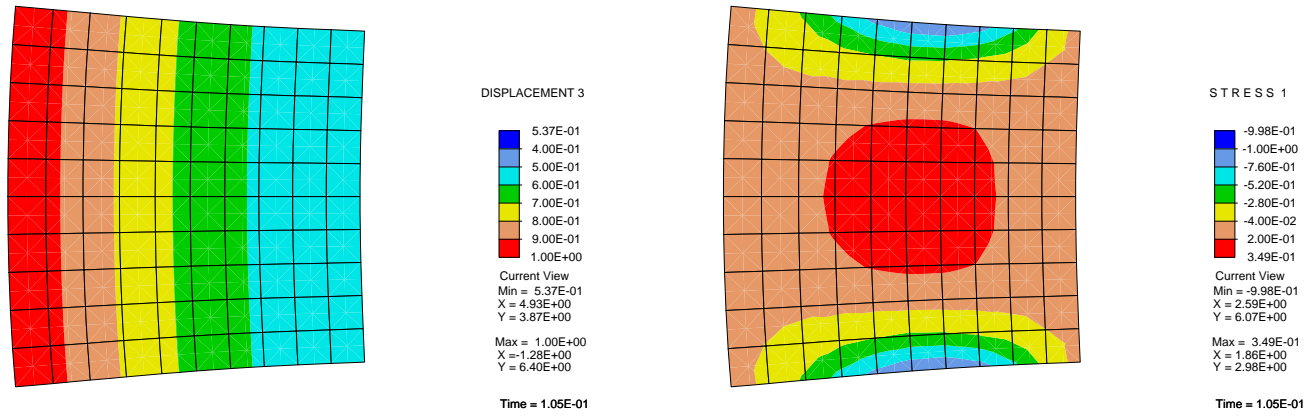 DISPLACEMENT 3
5.37E-01
4.00E-01
5.00E-01
6.00E-01
7.00E-01
8.00E-01
9.00E-01
1.00E+00
Current View
Min = 5.37E-01
X = 4.93E+00
Y = 3.87E+00
Max = 1.00E+00
X =-1.28E+00
Y = 6.40E+00
Time = 1.05E-01
S T R E S S 1
-9.98E-01
-1.00E+00
-7.60E-01
-5.20E-01
-2.80E-01
-4.00E-02
2.00E-01
3.49E-01
Current View
Min = -9.98E-01
X = 2.59E+00
Y = 6.07E+00
Max = 3.49E-01
X = 1.86E+00
Y = 2.98E+00
Time = 1.05E-01